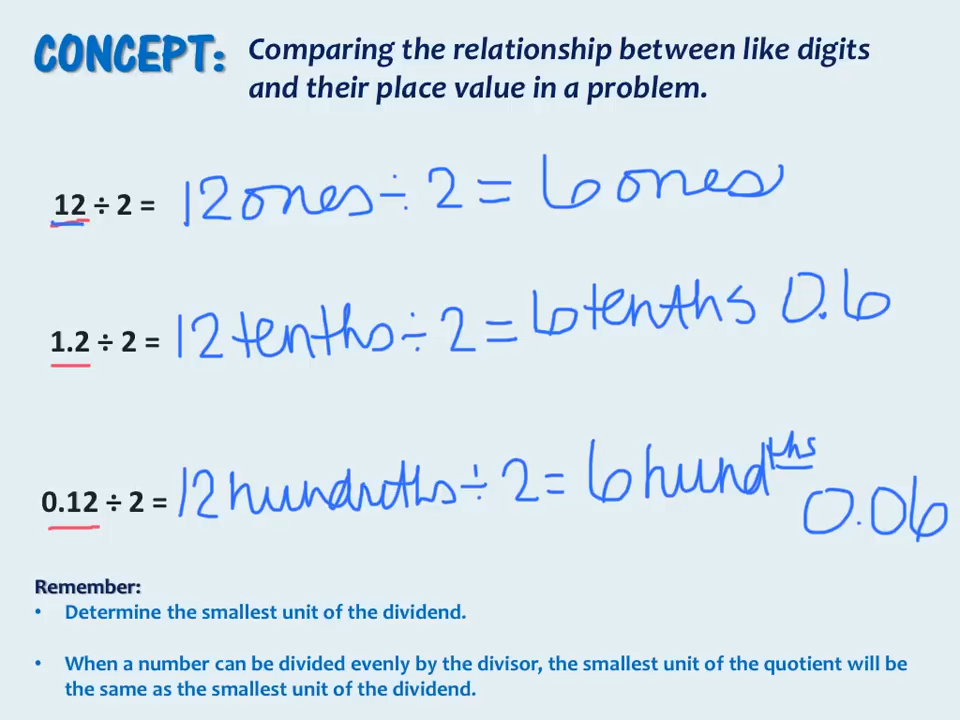 CONCEPT: Comparing the relationship between like digits
and their place value in a problem.
12 ÷ 2 = 12 ones ÷ 2 = 6 ones
1.2 ÷ 2 = 12 tenths ÷ 2 = 6 tenths 0.6
0.12 ÷ 2 = 12 hundroths ÷ 2 = 6 hundths
0.06
Remember:
• Determine the smallest unit of the dividend.
• When a number can be divided evenly by the divisor, the smallest unit of the quotient will be
the same as the smallest unit of the dividend.